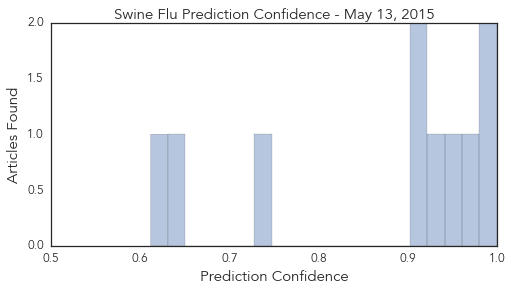 Swine Flu Prediction Confidence - May 13, 2015
2.0
1.5
1.0
0.5
0.0
Articles Found
0.5 0.6 0.7 0.8 0.9 1.0
Prediction Confidence